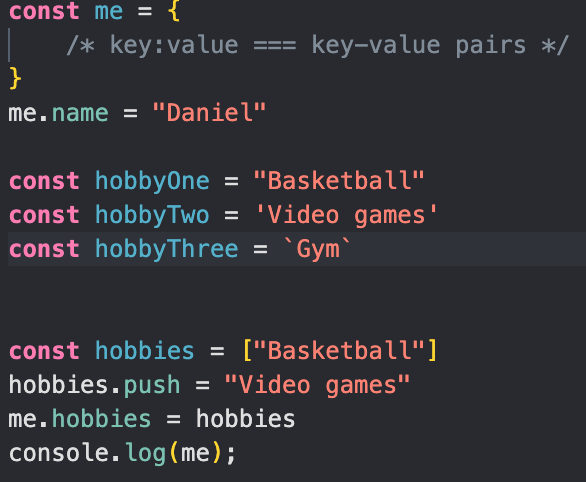 const me = {
    /* key:value === key-value pairs */
}
me.name = "Daniel"
const hobbyOne = "Basketball"
const hobbyTwo = 'Video games'
const hobbyThree = `Gym`
const hobbies = ["Basketball"]
hobbies.push = "Video games"
me.hobbies = hobbies
console.log(me);